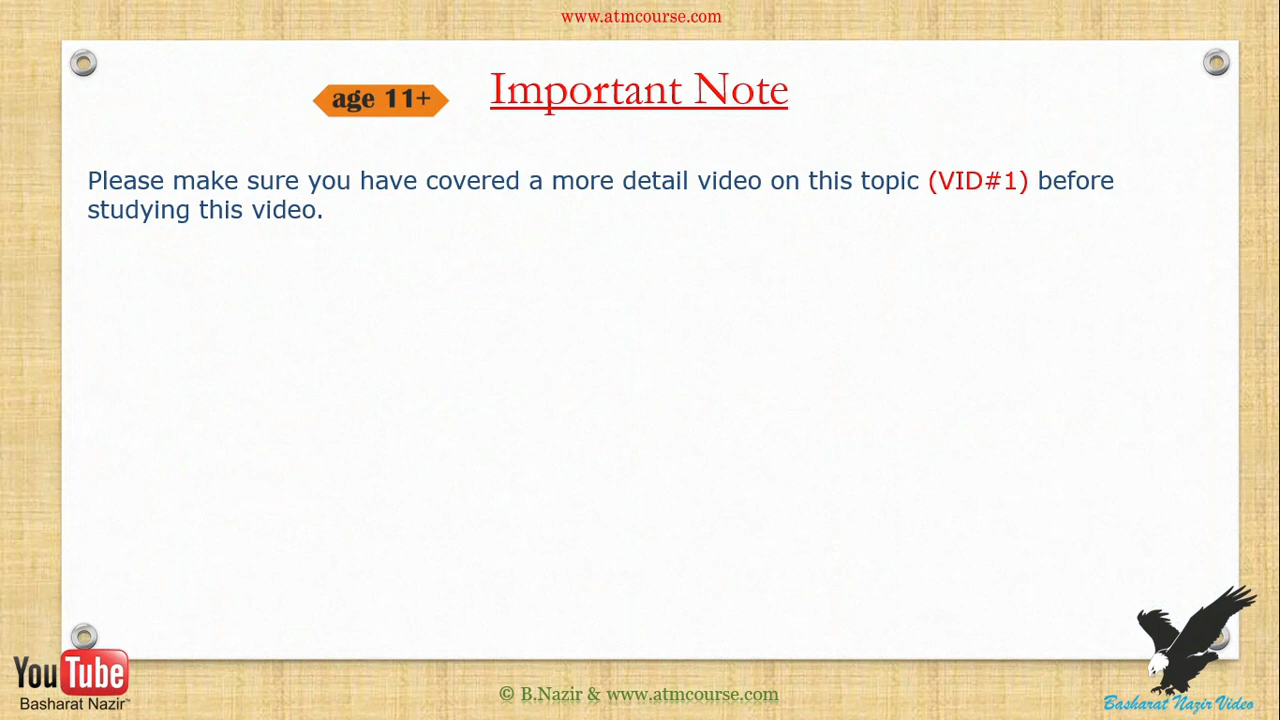 www.atmcourse.com
age 11+
Important Note
Please make sure you have covered a more detail video on this topic (VID#1) before
studying this video.
YouTube
Basharat Nazir™
© B.Nazir & www.atmcourse.com
Basharat Nazir Video